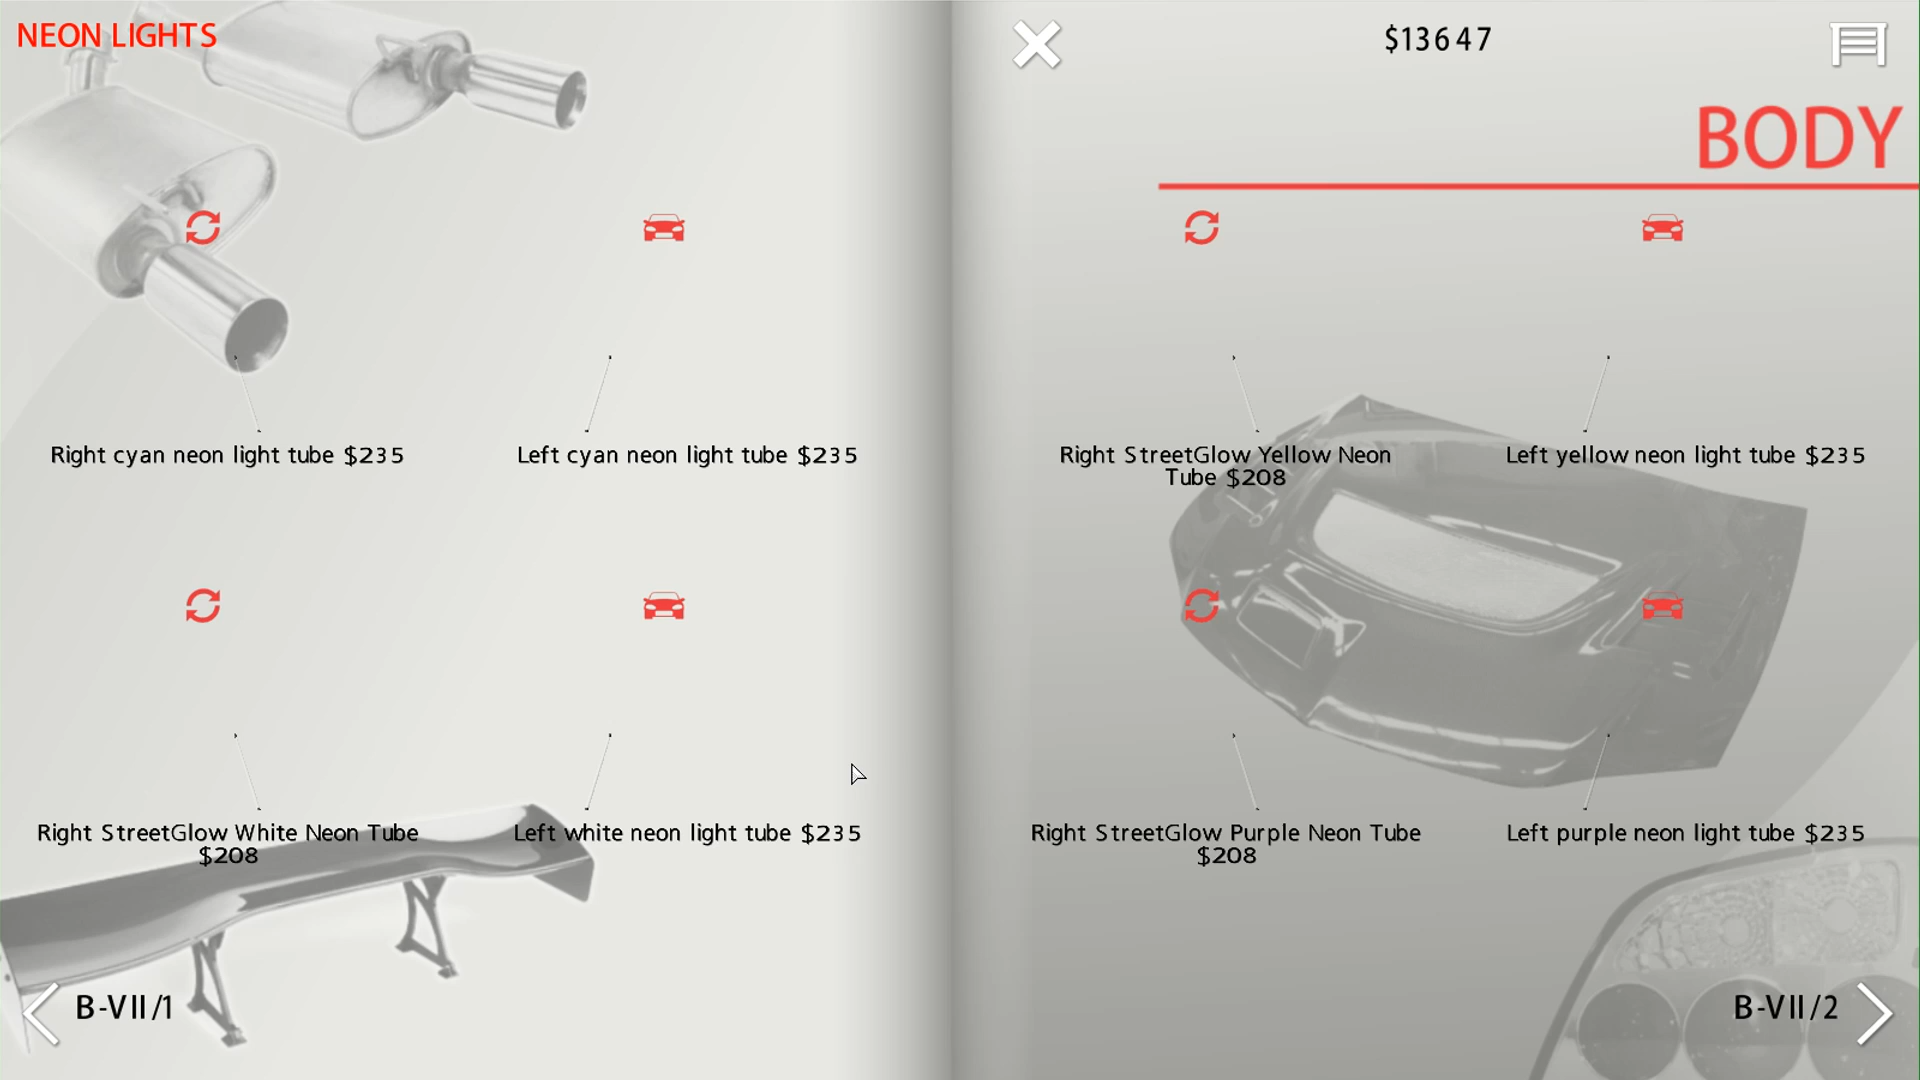 NEON LIGHTS
$13647
BODY
Right cyan neon light tube $235
Left cyan neon light tube $235
Right StreetGlow Yellow Neon
Tube $208
Left yellow neon light tube $235
Right StreetGlow White Neon Tube
$208
Left white neon light tube $235
Right StreetGlow Purple Neon Tube
$208
Left purple neon light tube $235
B-VII/1
B-VII/2